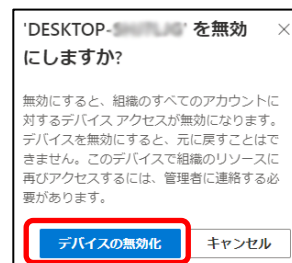 'DESKTOP- ' を無効
にしますか?
無効にすると、組織のすべてのアカウントに
対するデバイス アクセスが無効になります。
デバイスを無効にすると、元に戻すことはで
きません。このデバイスで組織のリソースに
再びアクセスするには、管理者に連絡する必
要があります。
デバイスの無効化
キャンセル